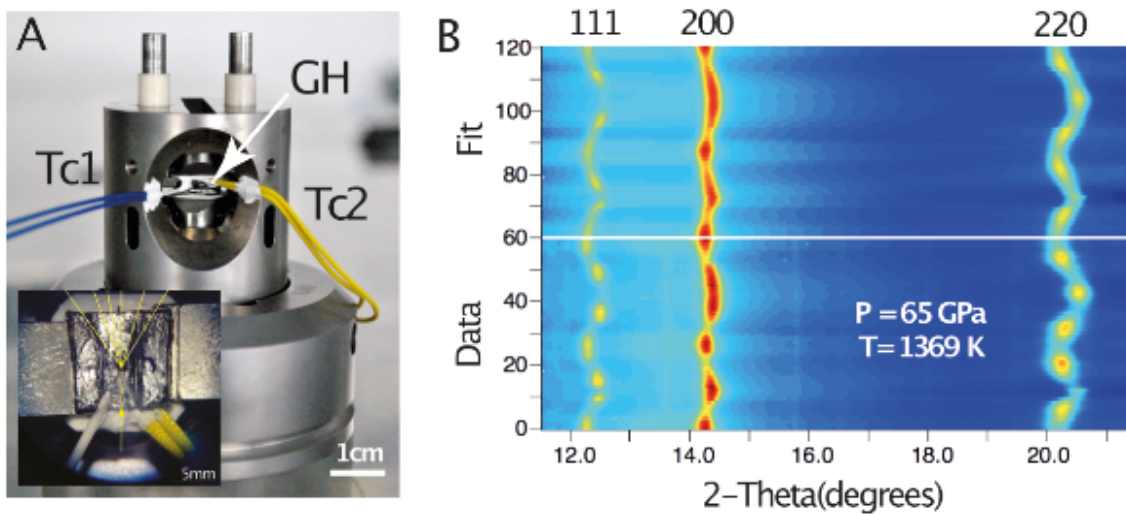 A
GH
Tc1
Tc2
5mm
1cm
B
111 200 220
120
100
80
60
40
20
0
Fit
Data
P = 65 GPa
T= 1369 K
12.0 14.0 16.0 18.0 20.0
2-Theta(degrees)